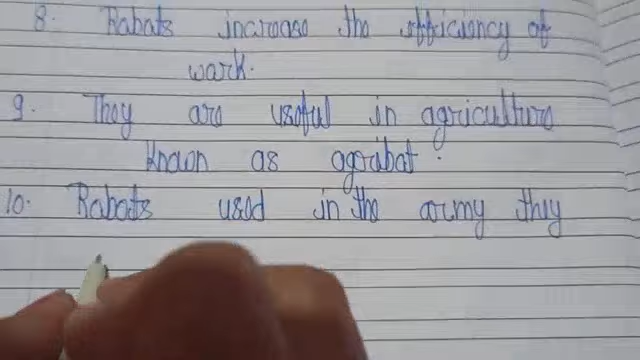 8. Robots increase the efficiency of
work.
9. They are useful in agriculture
known as agribot.
10. Robots used in the army they